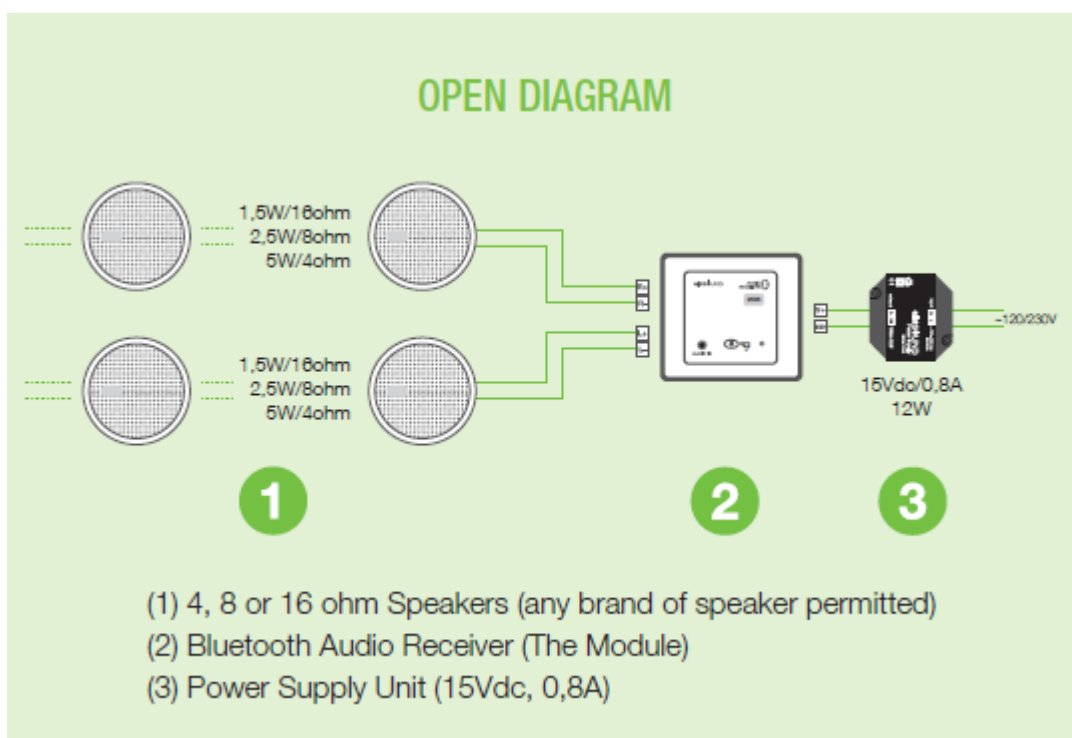 OPEN DIAGRAM
1,5W/16ohm
2,5W/8ohm
5W/4ohm
1,5W/16ohm
2,5W/8ohm
5W/4ohm
~120/230V
15Vdc/0,8A
12W
1
2
3
(1) 4, 8 or 16 ohm Speakers (any brand of speaker permitted)
(2) Bluetooth Audio Receiver (The Module)
(3) Power Supply Unit (15Vdc, 0,8A)